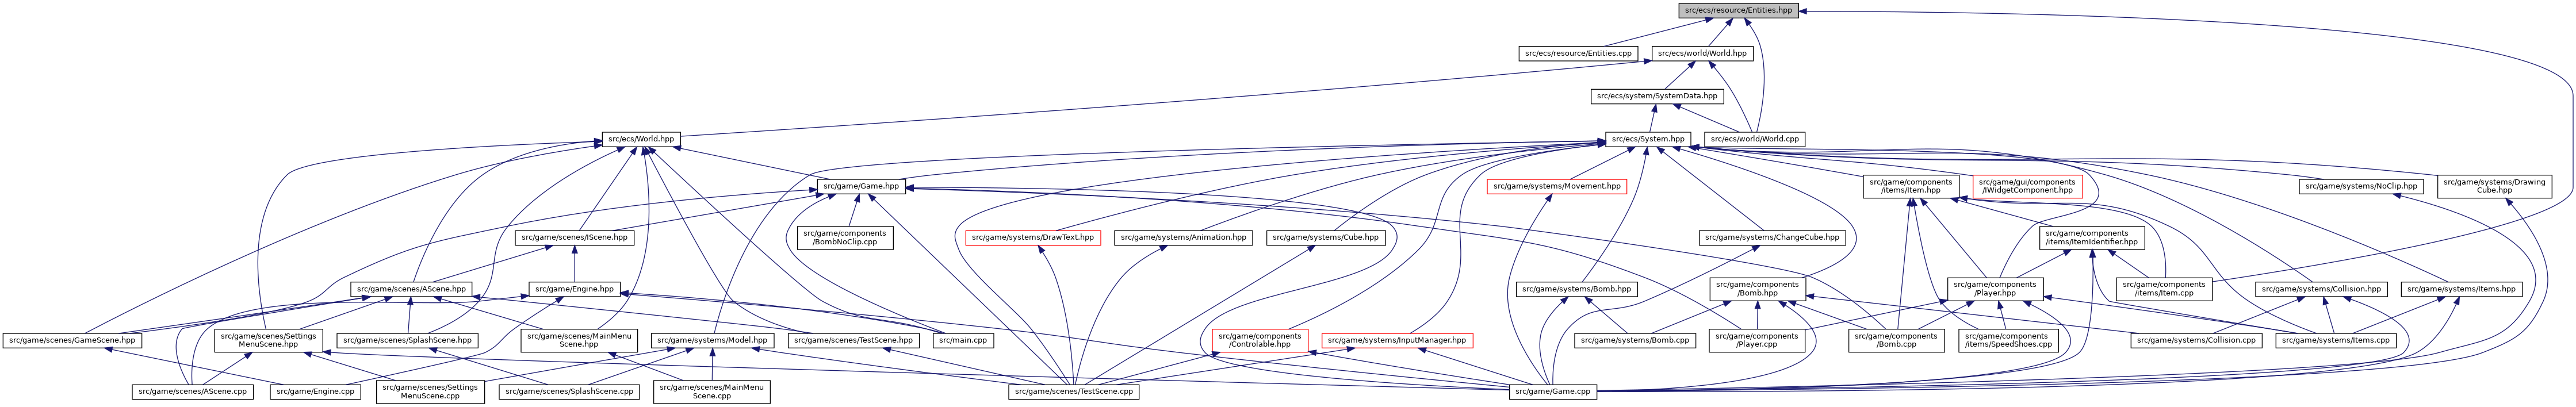 src/ecs/resource/Entities.hpp
src/ecs/resource/Entities.cpp
src/ecs/world/World.hpp
src/ecs/system/SystemData.hpp
src/ecs/World.hpp
src/ecs/System.hpp
src/ecs/world/World.cpp
src/game/Game.hpp
src/game/systems/Movement.hpp
src/game/components
/items/Item.hpp
src/game/gui/components
/IWidgetComponent.hpp
src/game/systems/NoClip.hpp
src/game/systems/Drawing
Cube.hpp
src/game/scenes/IScene.hpp
src/game/components
/BombNoClip.cpp
src/game/systems/DrawText.hpp
src/game/systems/Animation.hpp
src/game/systems/Cube.hpp
src/game/systems/ChangeCube.hpp
src/game/components
/items/ItemIdentifier.hpp
src/game/scenes/AScene.hpp
src/game/Engine.hpp
src/game/systems/Bomb.hpp
src/game/components
/Bomb.hpp
src/game/components
/Player.hpp
src/game/components
/items/Item.cpp
src/game/systems/Collision.hpp
src/game/systems/Items.hpp
src/game/scenes/GameScene.hpp
src/game/scenes/Settings
MenuScene.hpp
src/game/scenes/SplashScene.hpp
src/game/scenes/MainMenu
Scene.hpp
src/game/systems/Model.hpp
src/game/scenes/TestScene.hpp
src/main.cpp
src/game/components
/Controlable.hpp
src/game/systems/InputManager.hpp
src/game/systems/Bomb.cpp
src/game/components
/Player.cpp
src/game/components
/Bomb.cpp
src/game/components
/items/SpeedShoes.cpp
src/game/systems/Collision.cpp
src/game/systems/Items.cpp
src/game/scenes/AScene.cpp
src/game/Engine.cpp
src/game/scenes/Settings
MenuScene.cpp
src/game/scenes/SplashScene.cpp
src/game/scenes/MainMenu
Scene.cpp
src/game/scenes/TestScene.cpp
src/game/Game.cpp